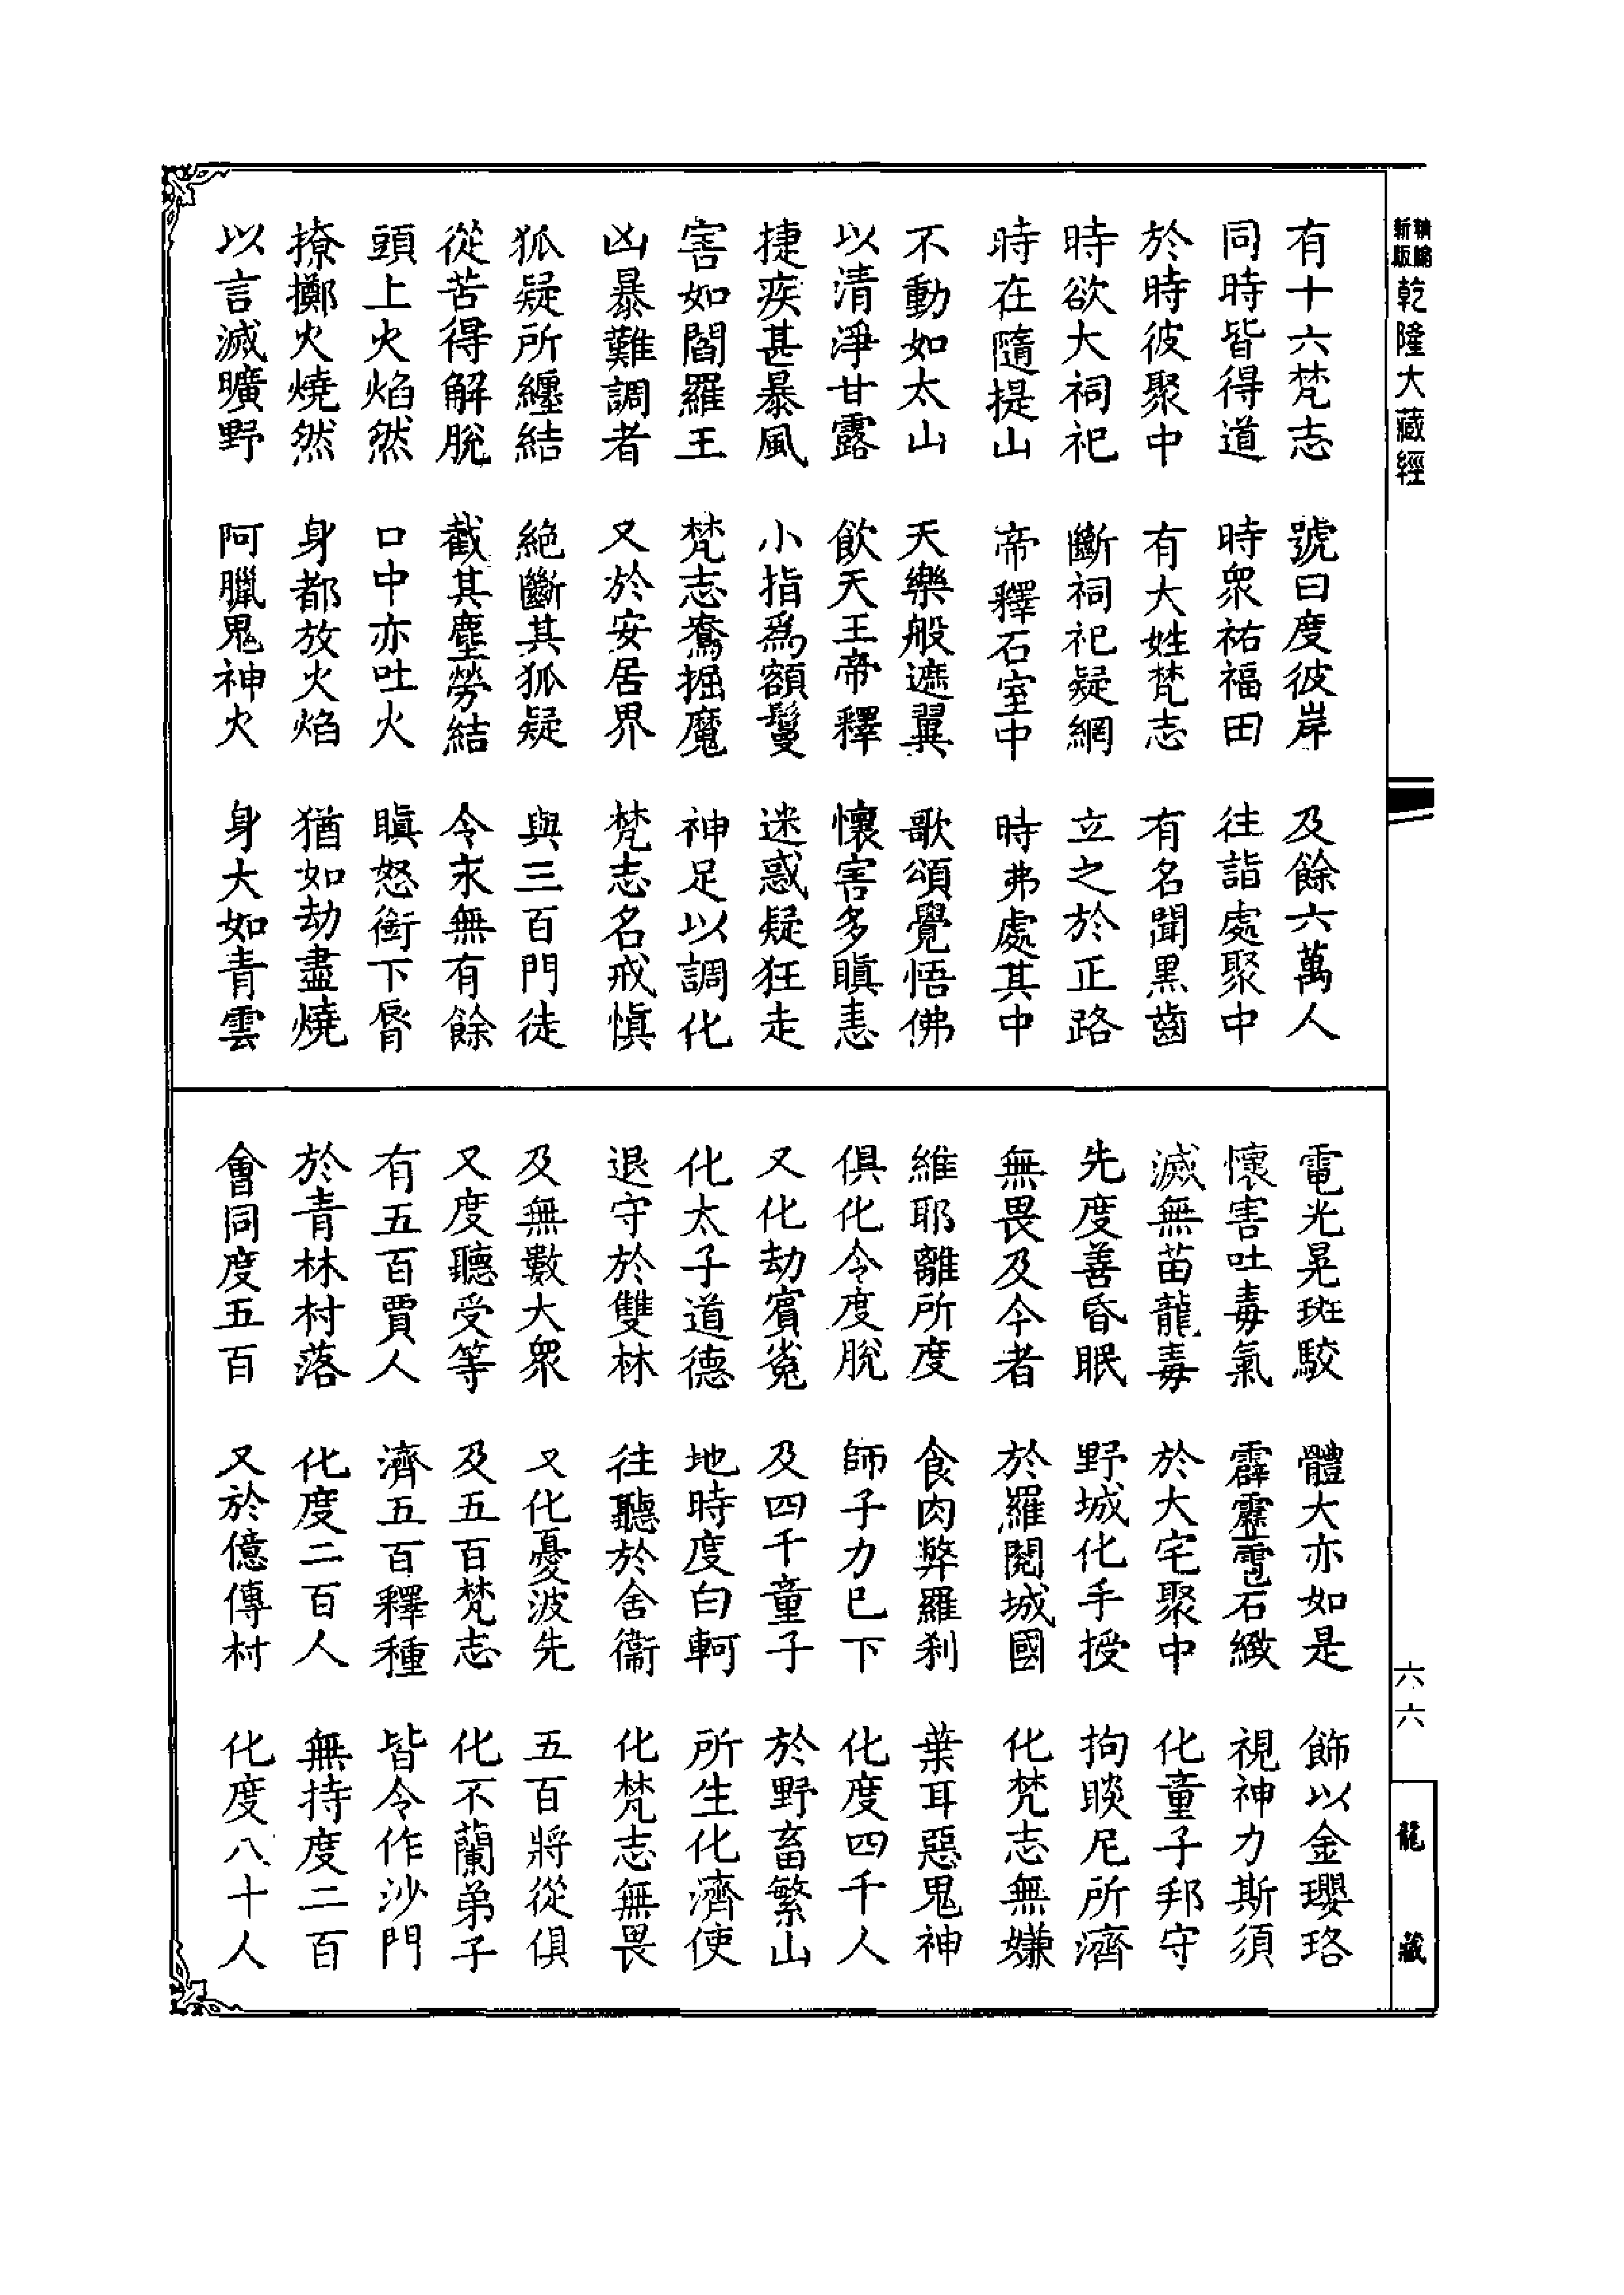 新編
新版
乾隆大藏經
有十六梵志 號曰度彼岸 及餘六萬人
同時皆得道 時眾祐福田 往詣處聚中
於時彼聚中 有大姓梵志 有名聞黑齒
時欲大祠祀 斷祠祀疑網 立之於正路
時在隨提山 帝釋石室中 時弗處其中
不動如太山 天樂般遮翼 歌頌覺悟佛
以清淨甘露 飲天王帝釋 懷害多瞋恚
捷疾甚暴風 小指為額鬘 迷惑疑狂走
害如閻羅王 梵志鴦掘魔 神足以調化
凶暴難調者 又於安居界 梵志名戒慎
狐疑所纏結 絕斷其狐疑 與三百門徒
從苦得解脫 截其塵勞結 令永無有餘
頭上火焰然 口中亦吐火 瞋怒銜下脣
撩擲火燒然 身都放火焰 猶如劫盡燒
以言滅曠野 阿臘鬼神火 身大如青雲
電光晃斑駮 體大亦如是 飾以金瓔珞
懷害吐毒氣 霹靂雹石緻 視神力斯須
滅無苗龍毒 於大宅聚中 化童子邦守
先度善昏眠 野城化手授 拘睒尼所濟
無畏及今者 於羅閱城國 化梵志無嫌
維耶離所度 食肉弊羅刹 葉耳惡鬼神
俱化令度脫 師子力巳下 化度四千人
又化劫賓㝹 及四千童子 於野畜繁山
化太子道德 地時度白軻 所生化濟使
退守於雙林 往聽於舍衞 化梵志無畏
及無數大眾 又化憂波先 五百將從俱
又度聽受等 及五百梵志 化不蘭弟子
有五百賈人 濟五百釋種 皆令作沙門
於青林村落 化度二百人 無持度二百
會同度五百 又於億傳村 化度八十人
六六
龍藏